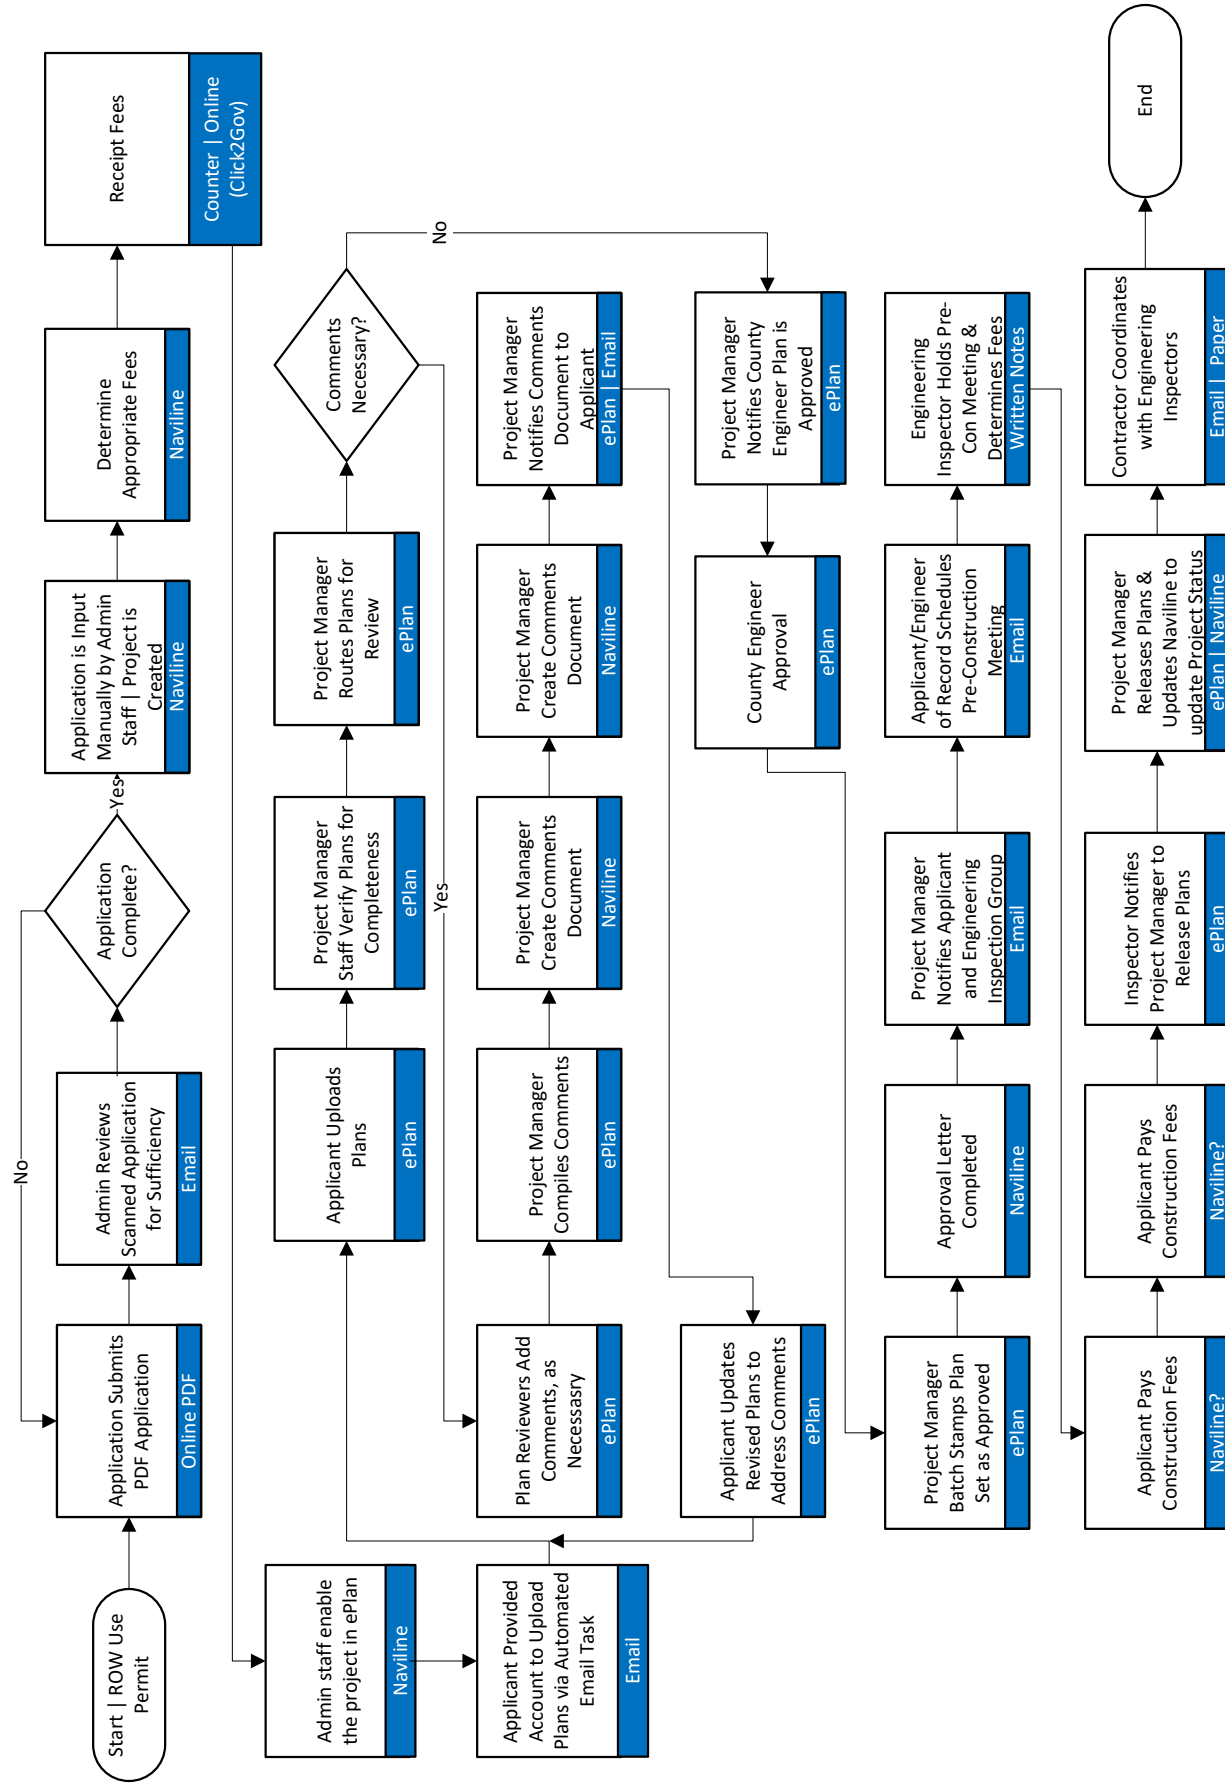 Start | ROW Use
Permit
Application Submits
PDF Application
Online PDF
No
Admin Reviews
Scanned Application
for Sufficiency
Email
Application
Complete?
Yes
Application is Input
Manually by Admin
Staff | Project is
Created
Naviline
Determine
Appropriate Fees
Naviline
Receipt Fees
Counter | Online
(Click2Gov)
Admin staff enable
the project in ePlan
Naviline
Applicant Provided
Account to Upload
Plans via Automated
Email Task
Email
Applicant Uploads
Plans
ePlan
Project Manager
Staff Verify Plans for
Completeness
ePlan
Project Manager
Routes Plans for
Review
ePlan
Comments
Necessary?
No
Yes
Plan Reviewers Add
Comments, as
Necessasry
ePlan
Project Manager
Compiles Comments
ePlan
Project Manager
Create Comments
Document
Naviline
Project Manager
Create Comments
Document
Naviline
Project Manager
Notifies Comments
Document to
Applicant
ePlan | Email
Applicant Updates
Revised Plans to
Address Comments
ePlan
County Engineer
Approval
ePlan
Project Manager
Notifies County
Engineer Plan is
Approved
ePlan
Project Manager
Batch Stamps Plan
Set as Approved
ePlan
Approval Letter
Completed
Naviline
Project Manager
Notifies Applicant
and Engineering
Inspection Group
Email
Applicant/Engineer
of Record Schedules
Pre-Construction
Meeting
Email
Engineering
Inspector Holds Pre-
Con Meeting &
Determines Fees
Written Notes
Applicant Pays
Construction Fees
Naviline?
Applicant Pays
Construction Fees
Naviline?
Inspector Notifies
Project Manager to
Release Plans
ePlan
Project Manager
Releases Plans &
Updates Naviline to
update Project Status
ePlan | Naviline
Contractor Coordinates
with Engineering
Inspectors
Email | Paper
End